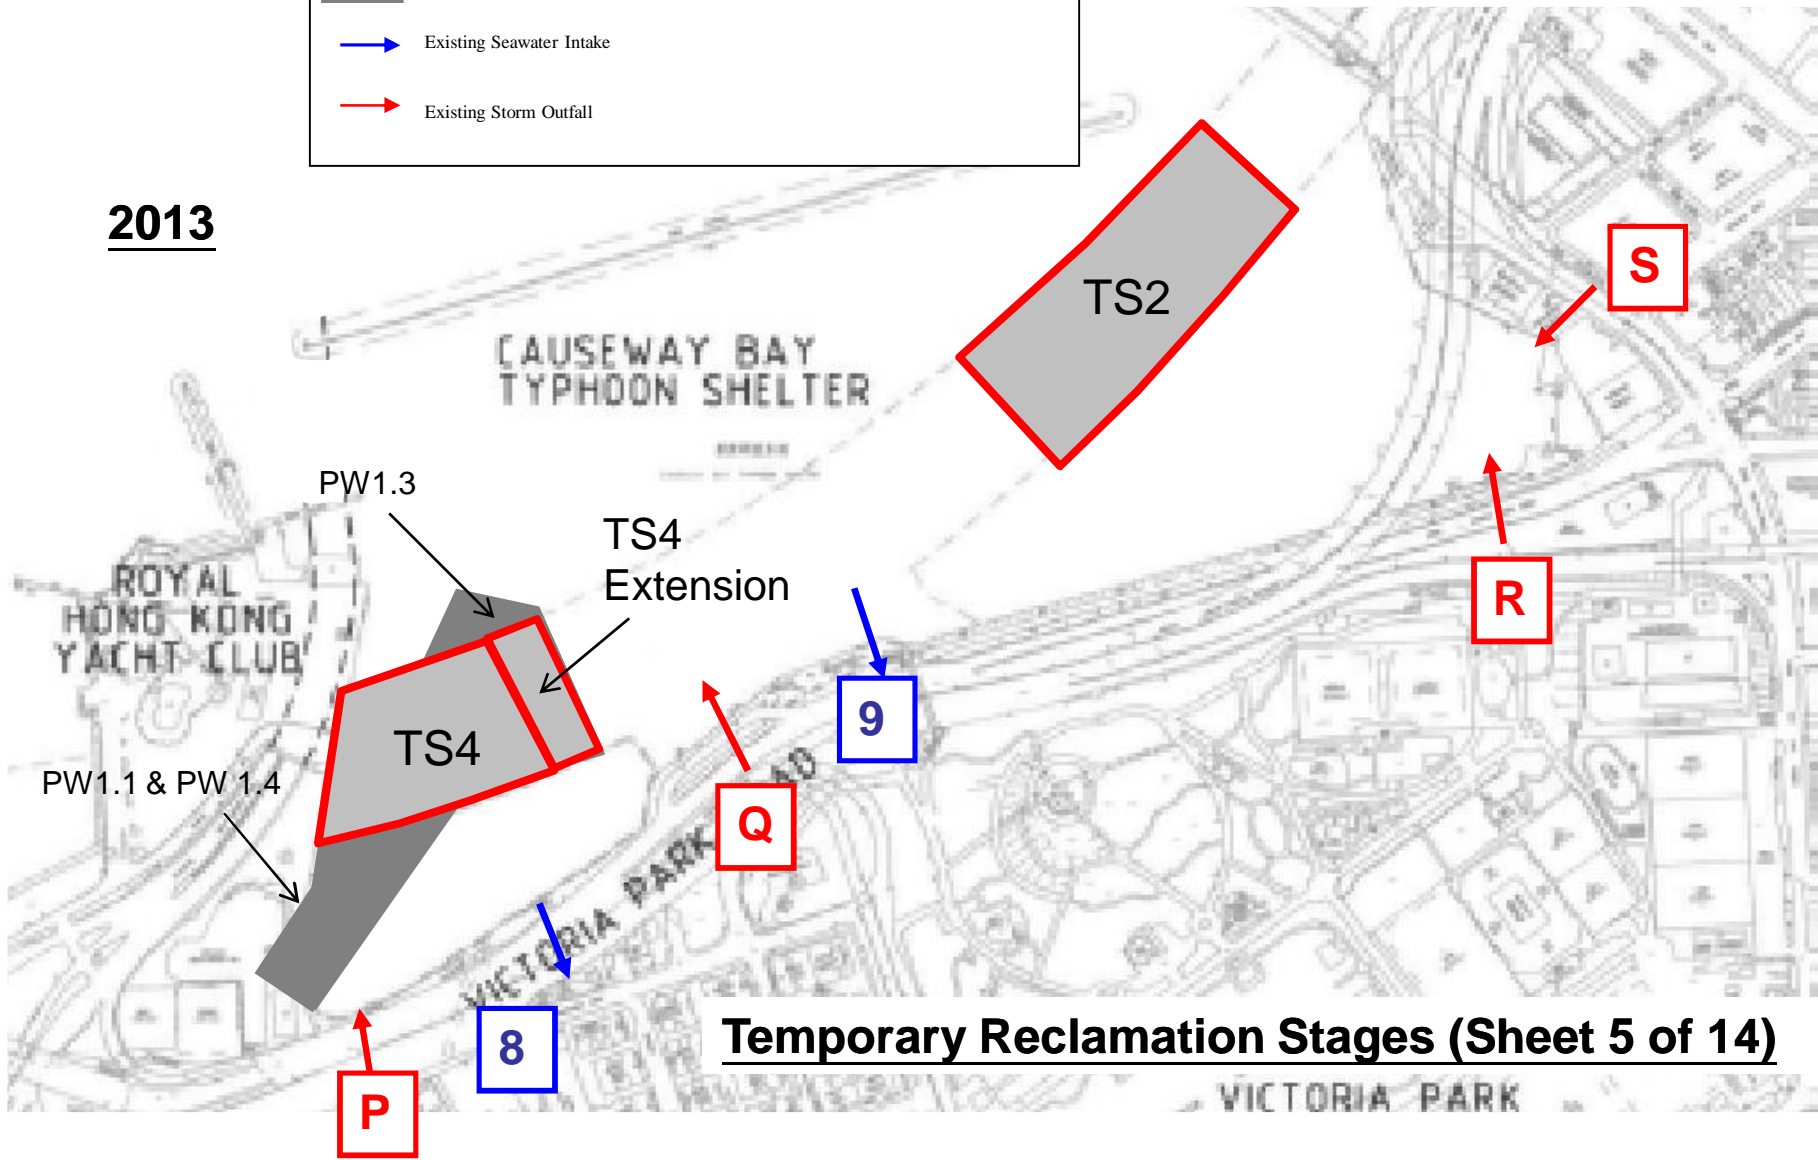 Existing Seawater Intake
Existing Storm Outfall
2013
S
TS2
CAUSEWAY BAY
TYPHOON SHELTER
PW1.3
TS4
Extension
ROYAL
HONG KONG
YACHT CLUB
R
9
TS4
PW1.1 & PW 1.4
Q
VICTORIA PARK
AD
8
Temporary Reclamation Stages (Sheet 5 of 14)
P
VICTORIA PARK